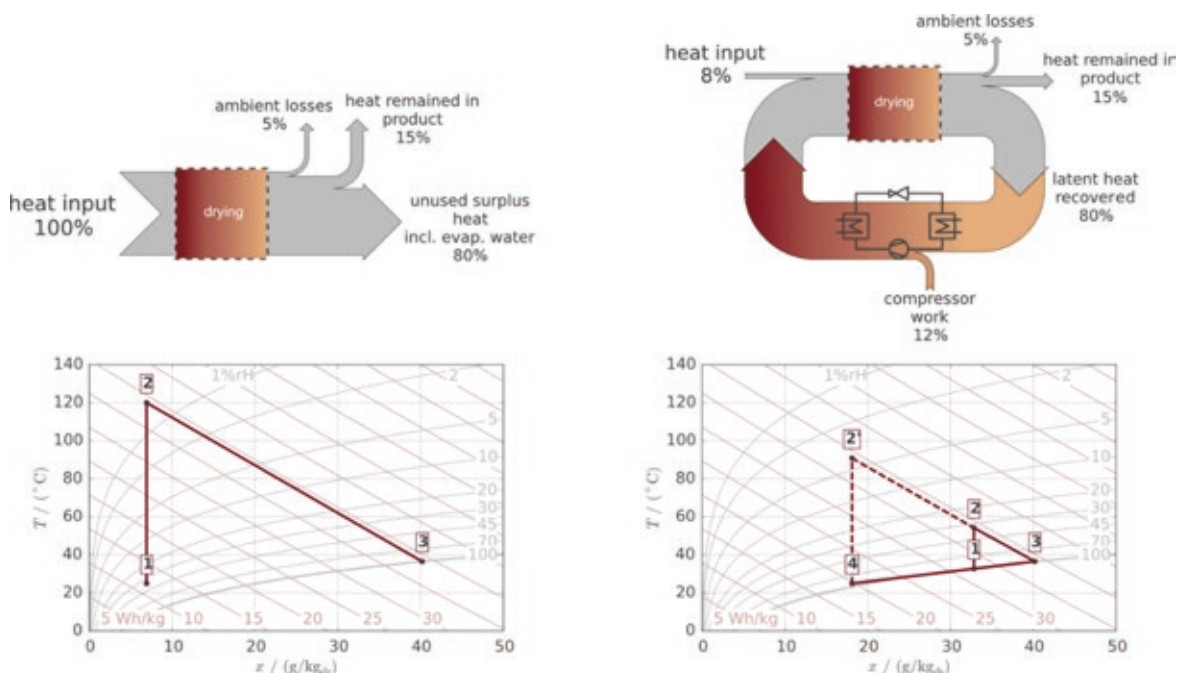 heat input
100%
drying
ambient losses
5%
heat remained in
product
15%
unused surplus
heat
incl. evap. water
80%
heat input
8%
drying
ambient losses
5%
heat remained in
product
15%
latent heat
recovered
80%
compressor
work
12%
140
120
100
80
60
40
20
0
T / (°C)
2
1
3
1%rH
2
5
10
20
30
45
70
100
5 Wh/kg
10
15
20
25
30
0
10
20
30
40
50
x / (g/kg
140
120
100
80
60
40
20
0
T / (°C)
2'
2
4
1
3
1%rH
2
5
10
20
30
45
70
100
5 Wh/kg
10
15
20
25
30
0
10
20
30
40
50
x / (g/kg